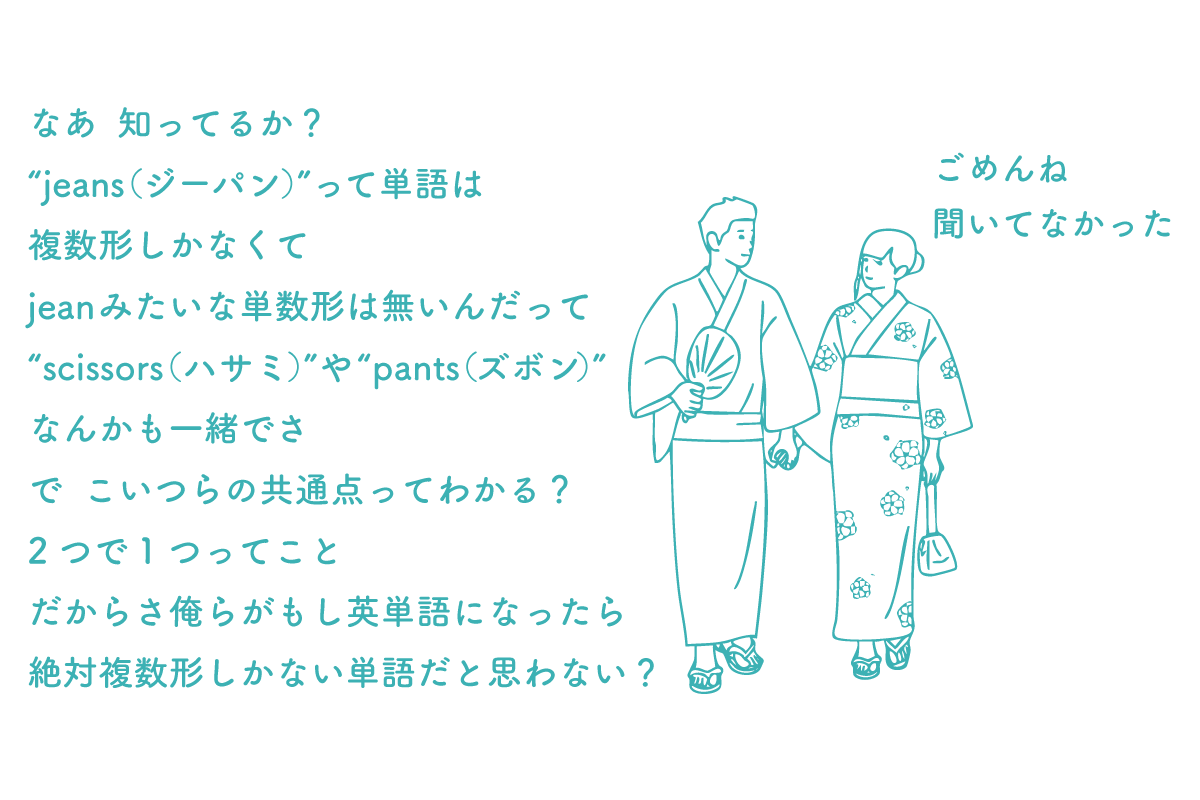 なあ 知ってるか？
“jeans（ジーパン）”って単語は
複数形しかなくて
jeanみたいな単数形は無いんだって
“scissors（ハサミ）”や“pants（ズボン）”
なんかも一緒でさ
で こいつらの共通点ってわかる？
2つで1つってこと
だからさ俺らがもし英単語になったら
絶対複数形しかない単語だと思わない？
ごめんね
聞いてなかった